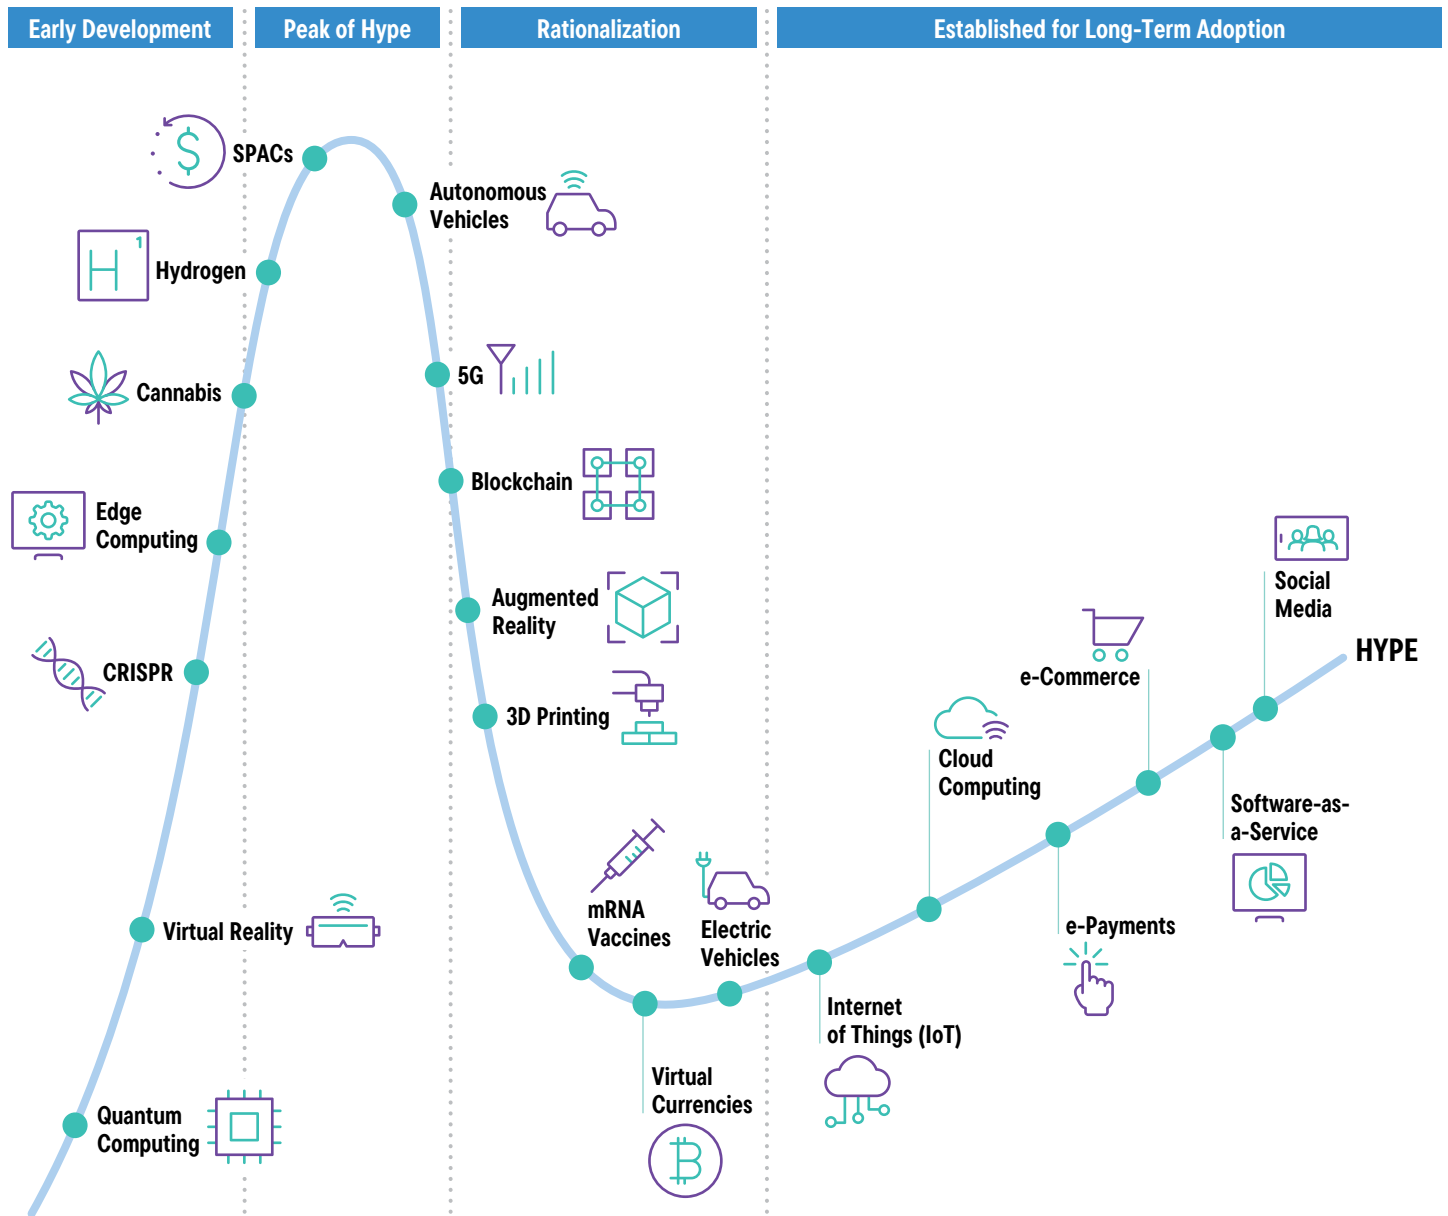 Early Development
Peak of Hype
Rationalization
Established for Long-Term Adoption
SPACs
Autonomous
Vehicles
H 1
Hydrogen
5G
Cannabis
Blockchain
Edge
Computing
Augmented
Reality
Social
Media
CRISPR
3D Printing
e-Commerce
HYPE
Cloud
Computing
Software-as-
a-Service
mRNA
Vaccines
Electric
Vehicles
Virtual Reality
e-Payments
Internet
of Things (IoT)
Virtual
Currencies
Quantum
Computing